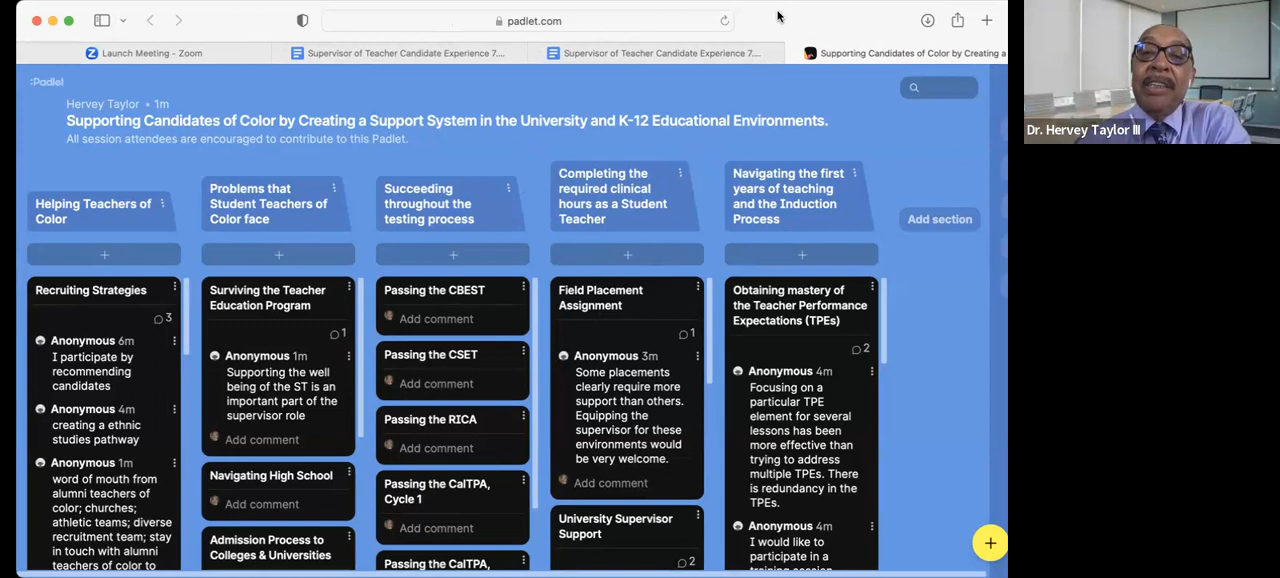 padlet.com
Launch Meeting - Zoom
Supervisor of Teacher Candidate Experience 7....
Supervisor of Teacher Candidate Experience 7....
Supporting Candidates of Color by Creating a
:Padlet
Hervey Taylor • 1m
Supporting Candidates of Color by Creating a Support System in the University and K-12 Educational Environments.
All session attendees are encouraged to contribute to this Padlet.
Helping Teachers of
Color
Recruiting Strategies
3
Anonymous 6m
I participate by
recommending
candidates
Anonymous 4m
creating a ethnic
studies pathway
Anonymous 1m
word of mouth from
alumni teachers of
color; churches;
athletic teams; diverse
recruitment team; stay
in touch with alumni
teachers of color to
Problems that
Student Teachers of
Color face
Surviving the Teacher
Education Program
1
Anonymous 1m
Supporting the well
being of the ST is an
important part of the
supervisor role
Add comment
Navigating High School
Add comment
Admission Process to
Colleges & Universities
Succeeding
throughout the
testing process
Passing the CBEST
Add comment
Passing the CSET
Add comment
Passing the RICA
Add comment
Passing the CalTPA,
Cycle 1
Add comment
Passing the CalTPA,
Completing the
required clinical
hours as a Student
Teacher
Field Placement
Assignment
1
Anonymous 3m
Some placements
clearly require more
support than others.
Equipping the
supervisor for these
environments would
be very welcome.
Add comment
University Supervisor
Support
2
Navigating the first
years of teaching
and the Induction
Process
Obtaining mastery of
the Teacher Performance
Expectations (TPEs)
2
Anonymous 4m
Focusing on a
particular TPE
element for several
lessons has been
more effective than
trying to address
multiple TPEs. There
is redundancy in the
TPEs.
Anonymous 4m
I would like to
participate in a
training session
Add section
Dr. Hervey Taylor III